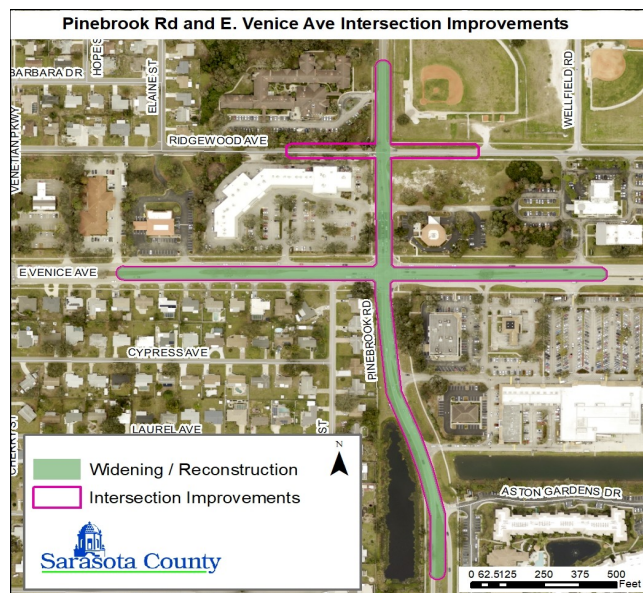 Pinebrook Rd and E. Venice Ave Intersection Improvements
BARBARA DR
HOPE S
ELAINE ST
VENETIAN PKWY
WELLFIELD RD
RIDGEWOOD AVE
E VENICE AVE
PINEBROOK RD
CYPRESS AVE
LAUREL AVE
ST
CHERRY ST
N
Widening / Reconstruction
Intersection Improvements
ASTON GARDENS DR
Sarasota County
0 62.5125 250 375 500
Feet